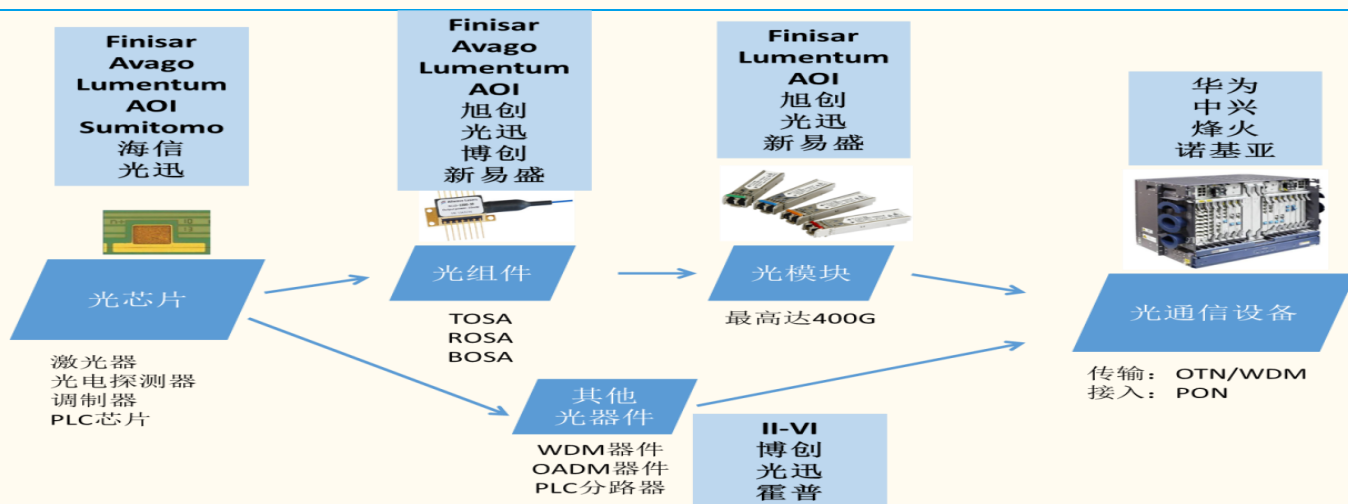 Finisar
Avago
Lumentum
AOI
Sumitomo
海信
光迅
Finisar
Avago
Lumentum
AOI
旭创
光迅
博创
新易盛
Finisar
Lumentum
AOI
旭创
光迅
新易盛
华为
中兴
烽火
诺基亚
光芯片
光组件
光模块
光通信设备
激光器
光电探测器
调制器
PLC芯片
TOSA
ROSA
BOSA
最高达400G
传输：OTN/WDM
接入：PON
其他
光器件
WDM器件
OADM器件
PLC分路器
II-VI
博创
光迅
霍普